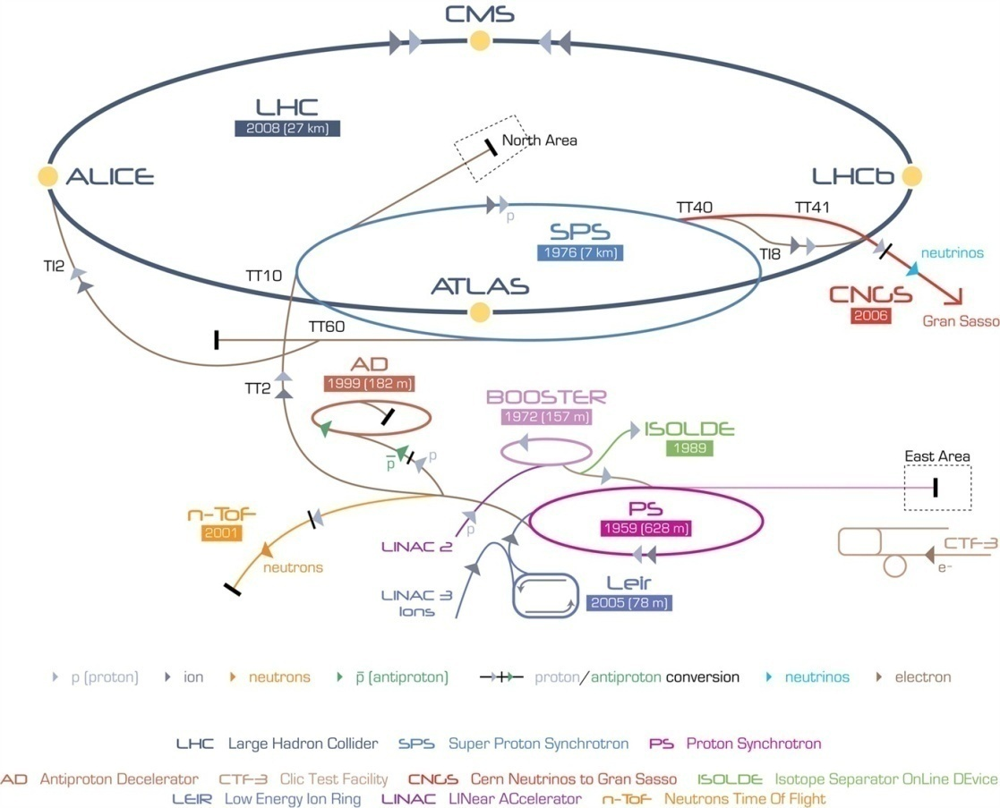 CMS
LHC
2008 (27 km)
North Area
ALICE
LHCb
TT40
TT41
p
SPS
1976 (7 km)
TI8
neutrinos
TI2
TT10
ATLAS
CNGS
2006
Gran Sasso
TT60
AD
1999 (182 m)
TT2
BOOSTER
1972 (157 m)
ISOLDE
1989
p̅
p
East Area
n-ToF
2001
PS
1959 (628 m)
LINAC 2
p
neutrons
CTF-3
e-
LINAC 3
Ions
Leir
2005 (78 m)
p (proton) ion neutrons p̅ (antiproton) proton/antiproton conversion neutrinos electron
LHC Large Hadron Collider SPS Super Proton Synchrotron PS Proton Synchrotron
AD Antiproton Decelerator CTF-3 Clic Test Facility CNGS Cern Neutrinos to Gran Sasso ISOLDE Isotope Separator OnLine DEvice
LEIR Low Energy Ion Ring LINAC LINear ACcelerator n-ToF Neutrons Time Of Flight